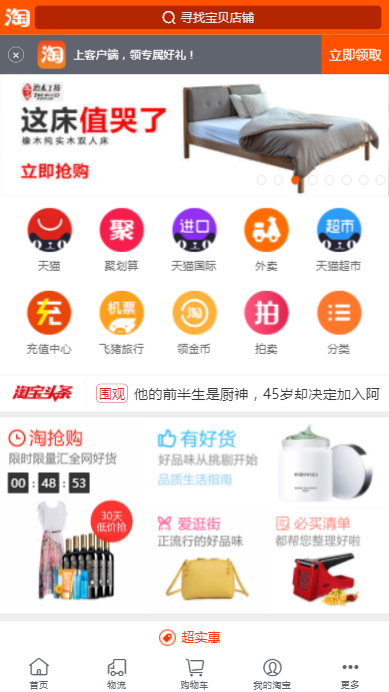 淘 寻找宝贝店铺
淘 上客户端，领专属好礼！ 立即领取
治木工坊
这床值哭了
橡木纯实木双人床
立即抢购
聚 进口 超市
天猫 聚划算 天猫国际 外卖 天猫超市
充 机票 淘 拍
充值中心 飞猪旅行 领金币 拍卖 分类
淘宝头条 围观 他的前半生是厨神，45岁却决定加入阿
淘抢购
限时限量汇全网好货
00:48:53
30天
低价抢
有好货
好品味从挑剔开始
品质生活指南
爱逛街
正流行的好品味
必买清单
都帮您整理好啦
超实惠
首页 物流 购物车 我的淘宝 更多